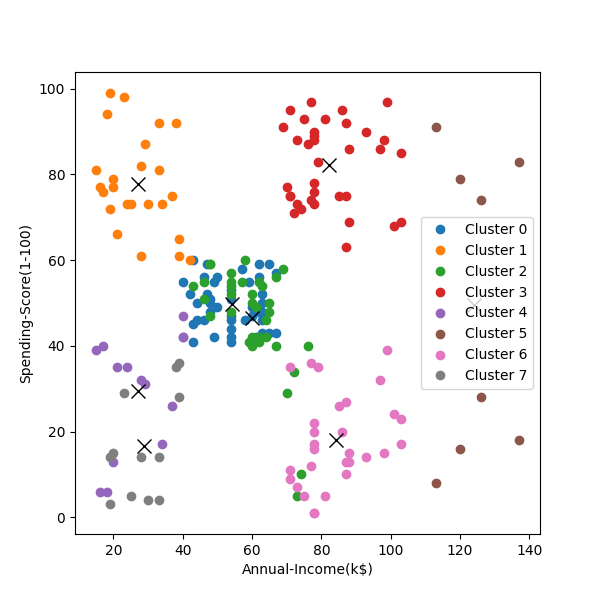 100
80
60
40
20
0
Spending-Score(1-100)
Cluster 0
Cluster 1
Cluster 2
Cluster 3
Cluster 4
Cluster 5
Cluster 6
Cluster 7
20 40 60 80 100 120 140
Annual-Income(k$)